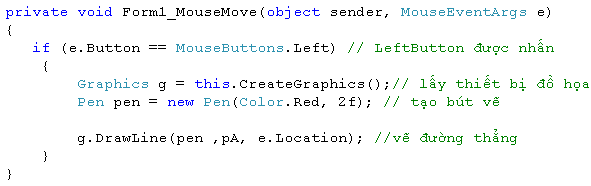 private void Form1_MouseMove(object sender, MouseEventArgs e)
{
if (e.Button == MouseButtons.Left) // LeftButton được nhấn
{
Graphics g = this.CreateGraphics();// lấy thiết bị đồ họa
Pen pen = new Pen(Color.Red, 2f); // tạo bút vẽ
g.DrawLine(pen ,pA, e.Location); //vẽ đường thẳng
}
}